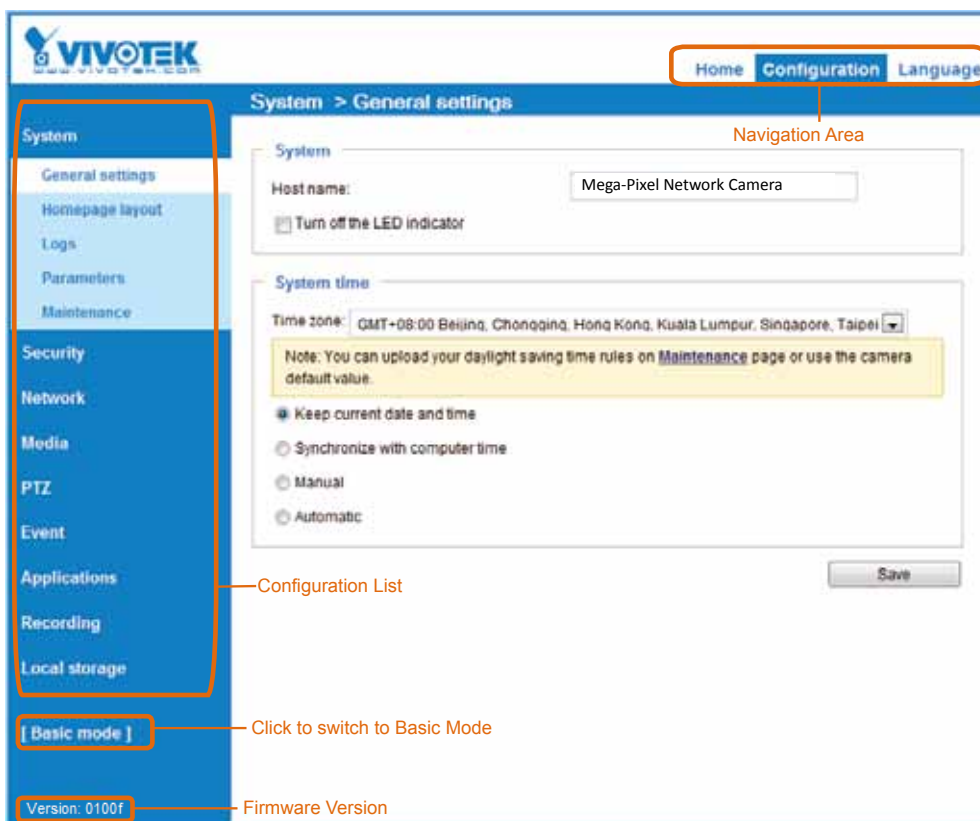 VIVOTEK
www.vivotek.com
Home Configuration Language
System > General settings
Navigation Area
System
General settings
Homepage layout
Logs
Parameters
Maintenance
Security
Network
Media
PTZ
Event
Applications
Recording
Local storage
[ Basic mode ]
Version: 0100f
System
Host name: Mega-Pixel Network Camera
Turn off the LED indicator
System time
Time zone: GMT+08:00 Beijing, Chongqing, Hong Kong, Kuala Lumpur, Singapore, Taipei
Note: You can upload your daylight saving time rules on Maintenance page or use the camera
default value.
Keep current date and time
Synchronize with computer time
Manual
Automatic
Save
Configuration List
Click to switch to Basic Mode
Firmware Version